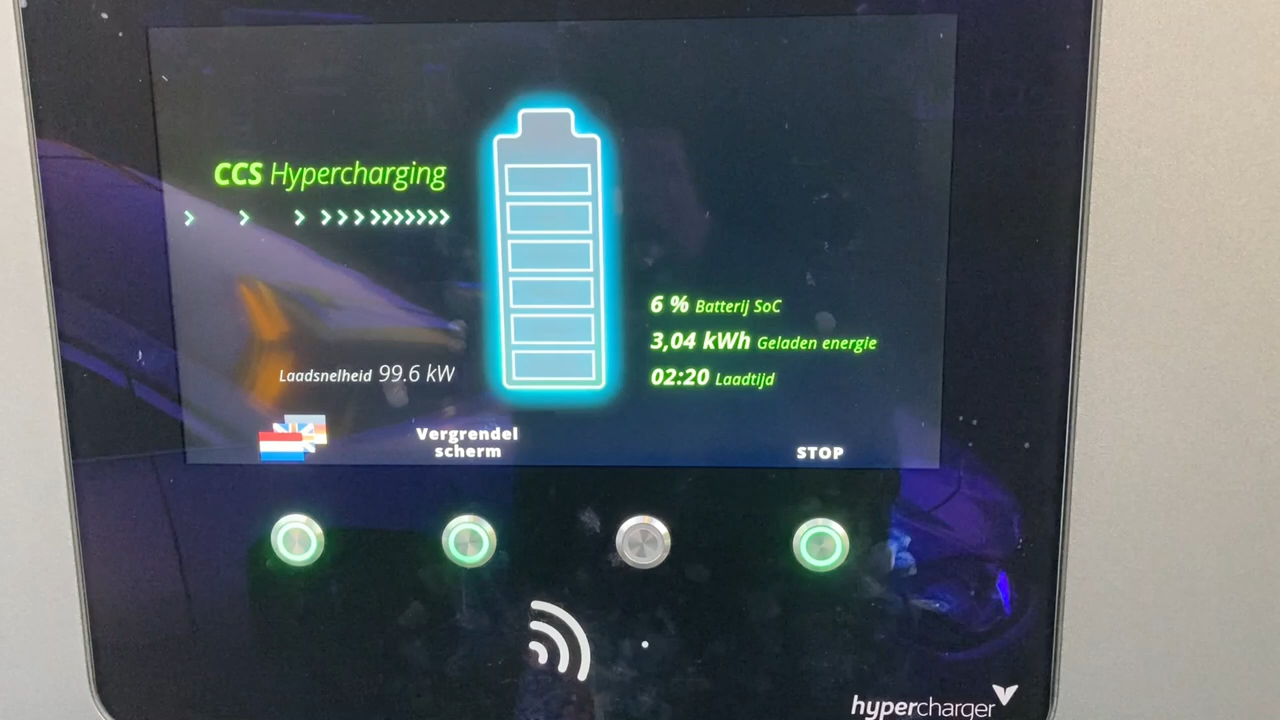 CCS Hypercharging
6 % Batterij SoC
3,04 kWh Geladen energie
02:20 Laadtijd
Laadsnelheid 99.6 kW
Vergrendel
scherm
STOP
hypercharger